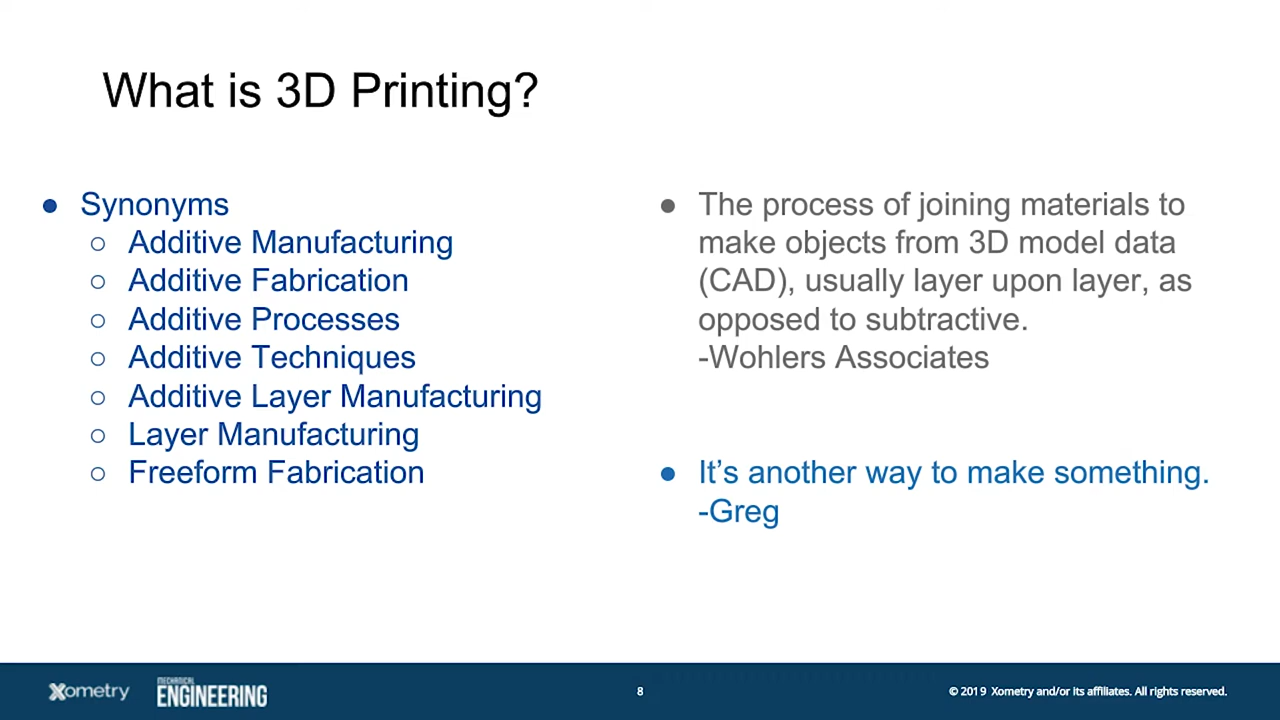 What is 3D Printing?
● Synonyms
○ Additive Manufacturing
○ Additive Fabrication
○ Additive Processes
○ Additive Techniques
○ Additive Layer Manufacturing
○ Layer Manufacturing
○ Freeform Fabrication
● The process of joining materials to
make objects from 3D model data
(CAD), usually layer upon layer, as
opposed to subtractive.
-Wohlers Associates
● It’s another way to make something.
-Greg
Xometry
MECHANICAL
ENGINEERING
8
© 2019 Xometry and/or its affiliates. All rights reserved.